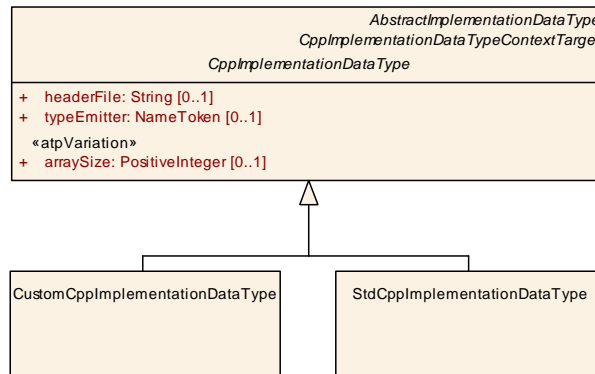 AbstractImplementationDataType
CppImplementationDataTypeContextTarge
CppImplementationDataType
+ headerFile: String [0..1]
+ typeEmitter: NameToken [0..1]
«atpVariation»
+ arraySize: PositiveInteger [0..1]
CustomCppImplementationDataType
StdCppImplementationDataType